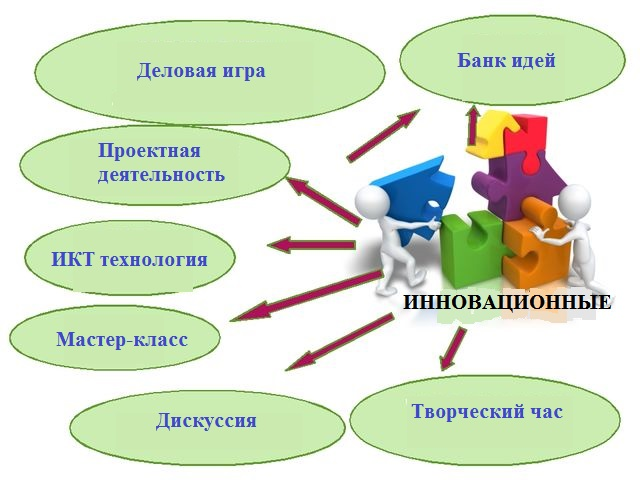 Деловая игра
Банк идей
Проектная
деятельность
ИКТ технология
ИННОВАЦИОННЫЕ
Мастер-класс
Дискуссия
Творческий час